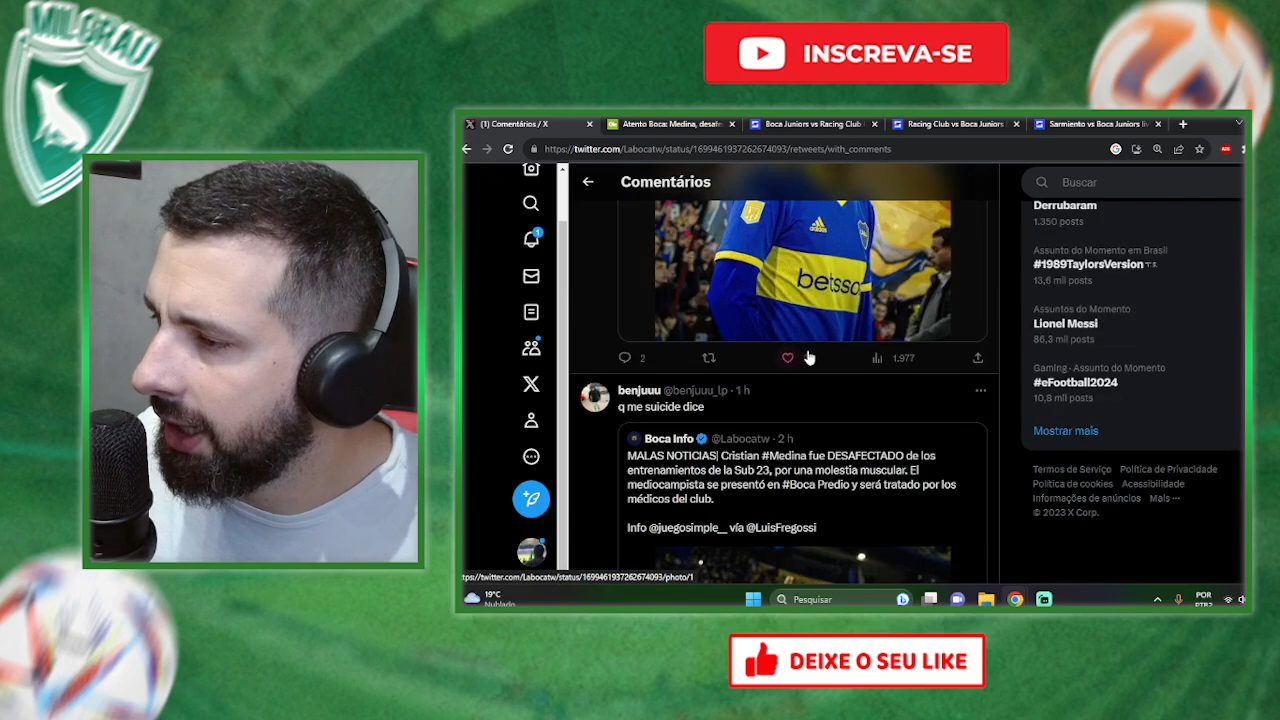 MILGRAU
INSCREVA-SE
(1) Comentários / X
Atento Boca: Medina, desafe
Boca Juniors vs Racing Club
Racing Club vs Boca Juniors
Sarmiento vs Boca Juniors liv
https://twitter.com/Labocatw/status/1699461937262674093/retweets/with_comments
Comentários
Buscar
Derrubaram
1.350 posts
Assunto do Momento em Brasil
#1989TaylorsVersion
13,6 mil posts
Assuntos do Momento
Lionel Messi
86,3 mil posts
Gaming · Assunto do Momento
#eFootball2024
10,8 mil posts
Mostrar mais
Termos de Serviço Política de Privacidade
Política de cookies Acessibilidade
Informações de anúncios Mais ···
© 2023 X Corp.
adidas
betsson
2
1.977
benjuuu @benjuuu_lp · 1 h
q me suicide dice
Boca Info @Labocatw · 2 h
MALAS NOTICIAS| Cristian #Medina fue DESAFECTADO de los
entrenamientos de la Sub 23, por una molestia muscular. El
mediocampista se presentó en #Boca Predio y será tratado por los
médicos del club.
Info @juegosimple__ vía @LuisFregossi
tps://twitter.com/Labocatw/status/1699461937262674093/photo/1
19°C
Nublado
Pesquisar
POR
PTB2
DEIXE O SEU LIKE